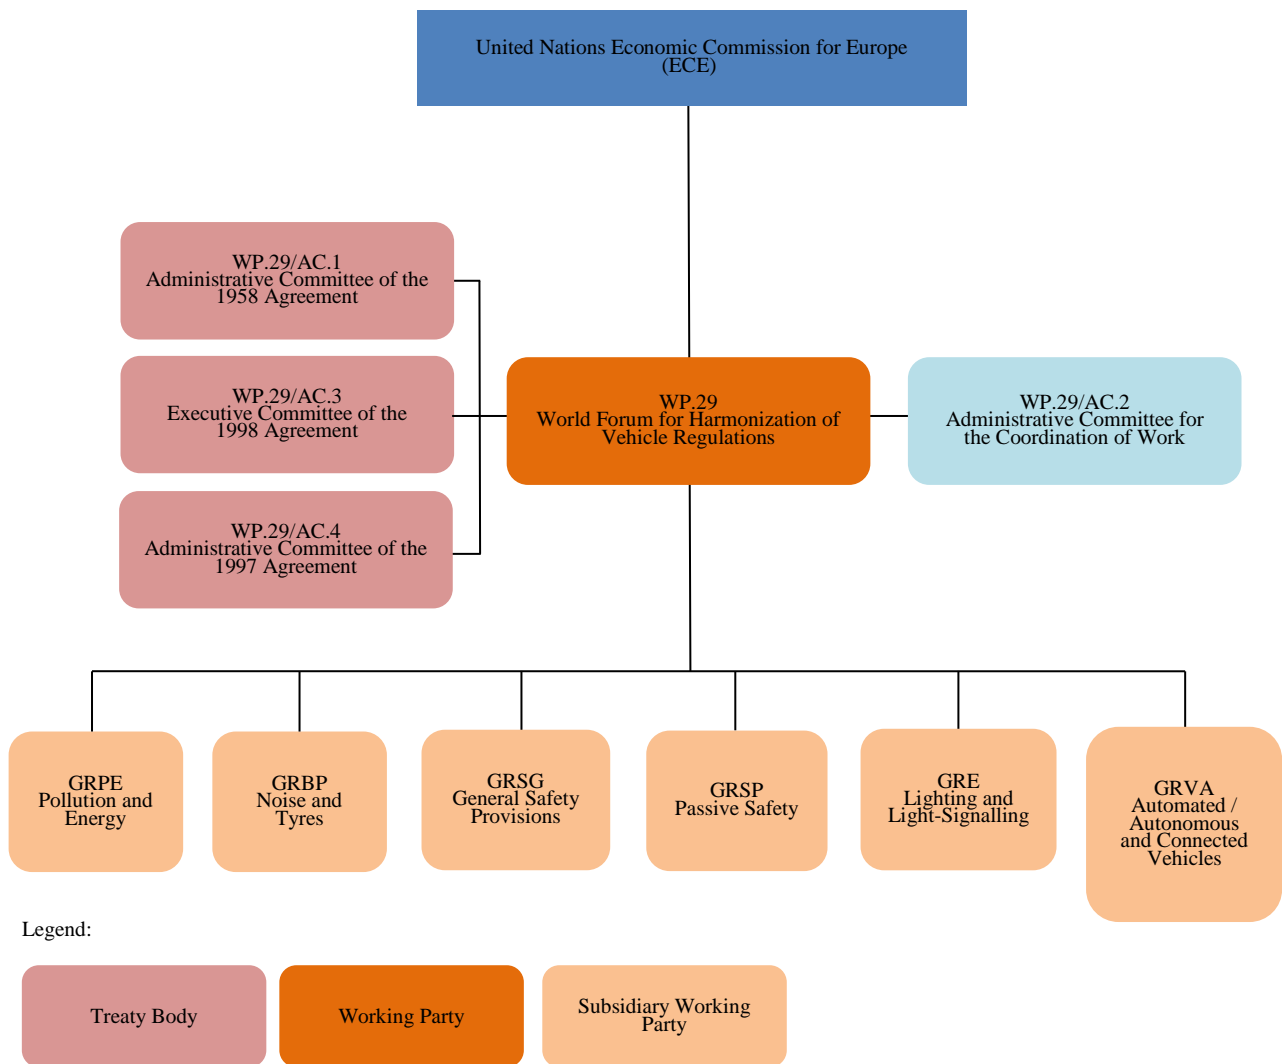 United Nations Economic Commission for Europe
(ECE)
WP.29/AC.1
Administrative Committee of the
1958 Agreement
WP.29/AC.3
Executive Committee of the
1998 Agreement
WP.29/AC.4
Administrative Committee of the
1997 Agreement
WP.29
World Forum for Harmonization of
Vehicle Regulations
WP.29/AC.2
Administrative Committee for
the Coordination of Work
GRPE
Pollution and
Energy
GRBP
Noise and
Tyres
GRSG
General Safety
Provisions
GRSP
Passive Safety
GRE
Lighting and
Light-Signalling
GRVA
Automated /
Autonomous
and Connected
Vehicles
Legend:
Treaty Body
Working Party
Subsidiary Working
Party